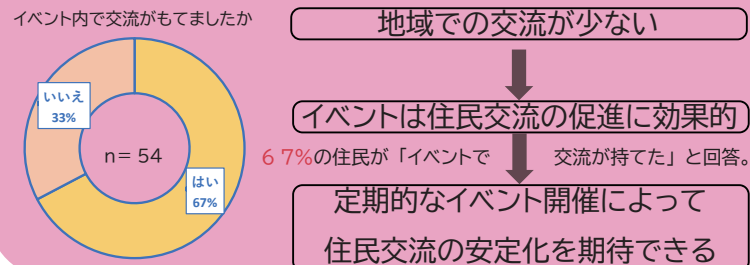 イベント内で交流がもてましたか
いいえ
33%
n= 54
はい
67%
地域での交流が少ない
イベントは住民交流の促進に効果的
67%の住民が「イベントで 交流が持てた」と回答。
定期的なイベント開催によって
住民交流の安定化を期待できる